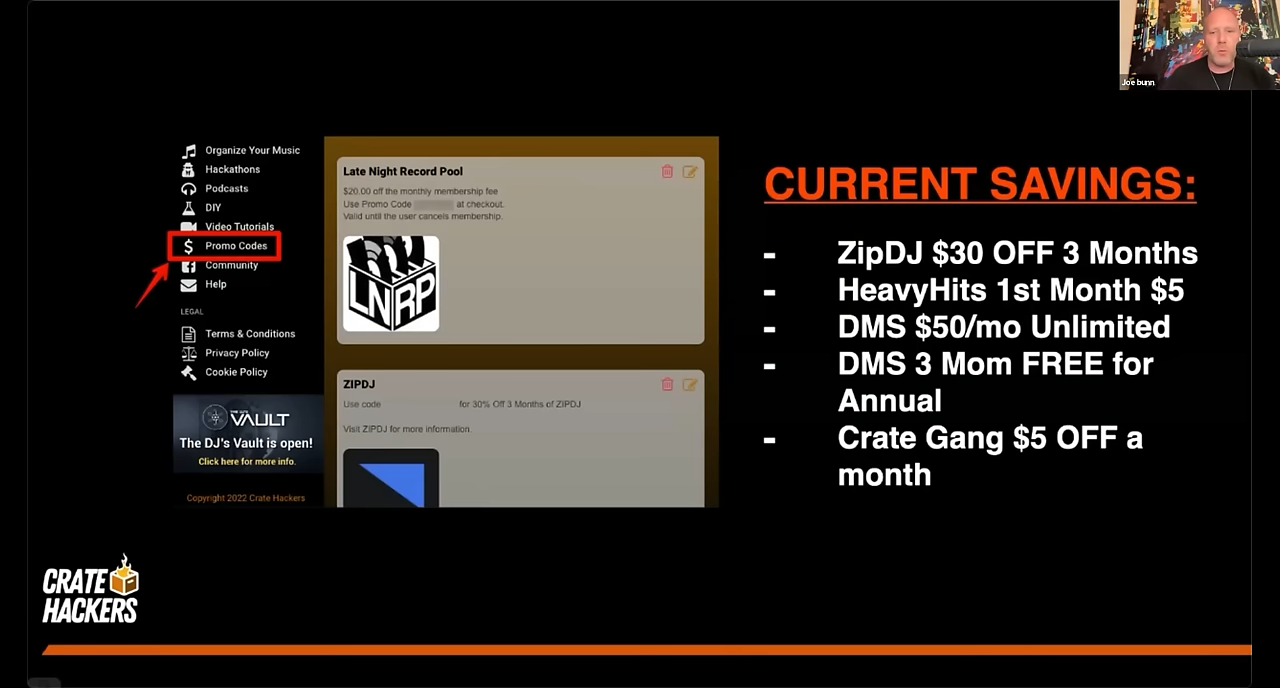 Joe bunn
Organize Your Music
Hackathons
Podcasts
DIY
Video Tutorials
Promo Codes
Community
Help
LEGAL
Terms & Conditions
Privacy Policy
Cookie Policy
VAULT
The DJ's Vault is open!
Click here for more info.
Copyright 2022 Crate Hackers
Late Night Record Pool
$20.00 off the monthly membership fee
Use Promo Code at checkout.
Valid until the user cancels membership.
LNRP
ZIPDJ
Use code for 30% Off 3 Months of ZIPDJ
Visit ZIPDJ for more information.
CURRENT SAVINGS:
- ZipDJ $30 OFF 3 Months
- HeavyHits 1st Month $5
- DMS $50/mo Unlimited
- DMS 3 Mom FREE for
Annual
- Crate Gang $5 OFF a
month
CRATE
HACKERS